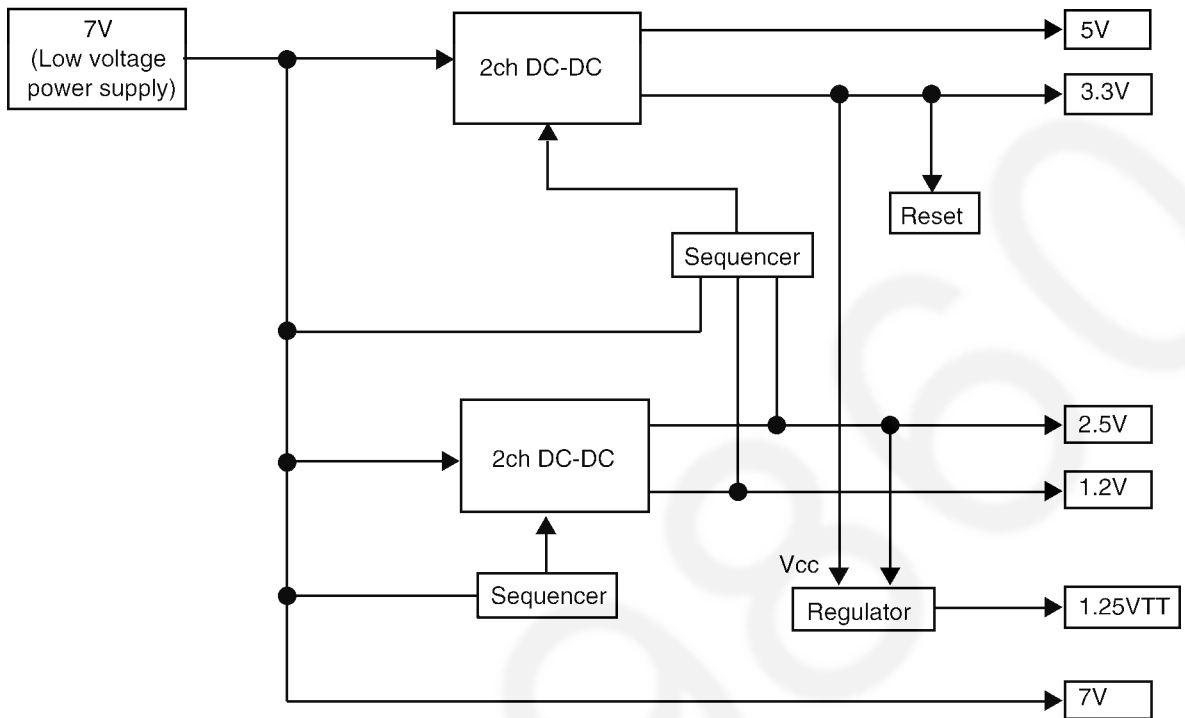 7V
(Low voltage
power supply)
2ch DC-DC
5V
3.3V
Reset
Sequencer
2ch DC-DC
2.5V
1.2V
Vcc
Sequencer
Regulator
1.25VTT
7V